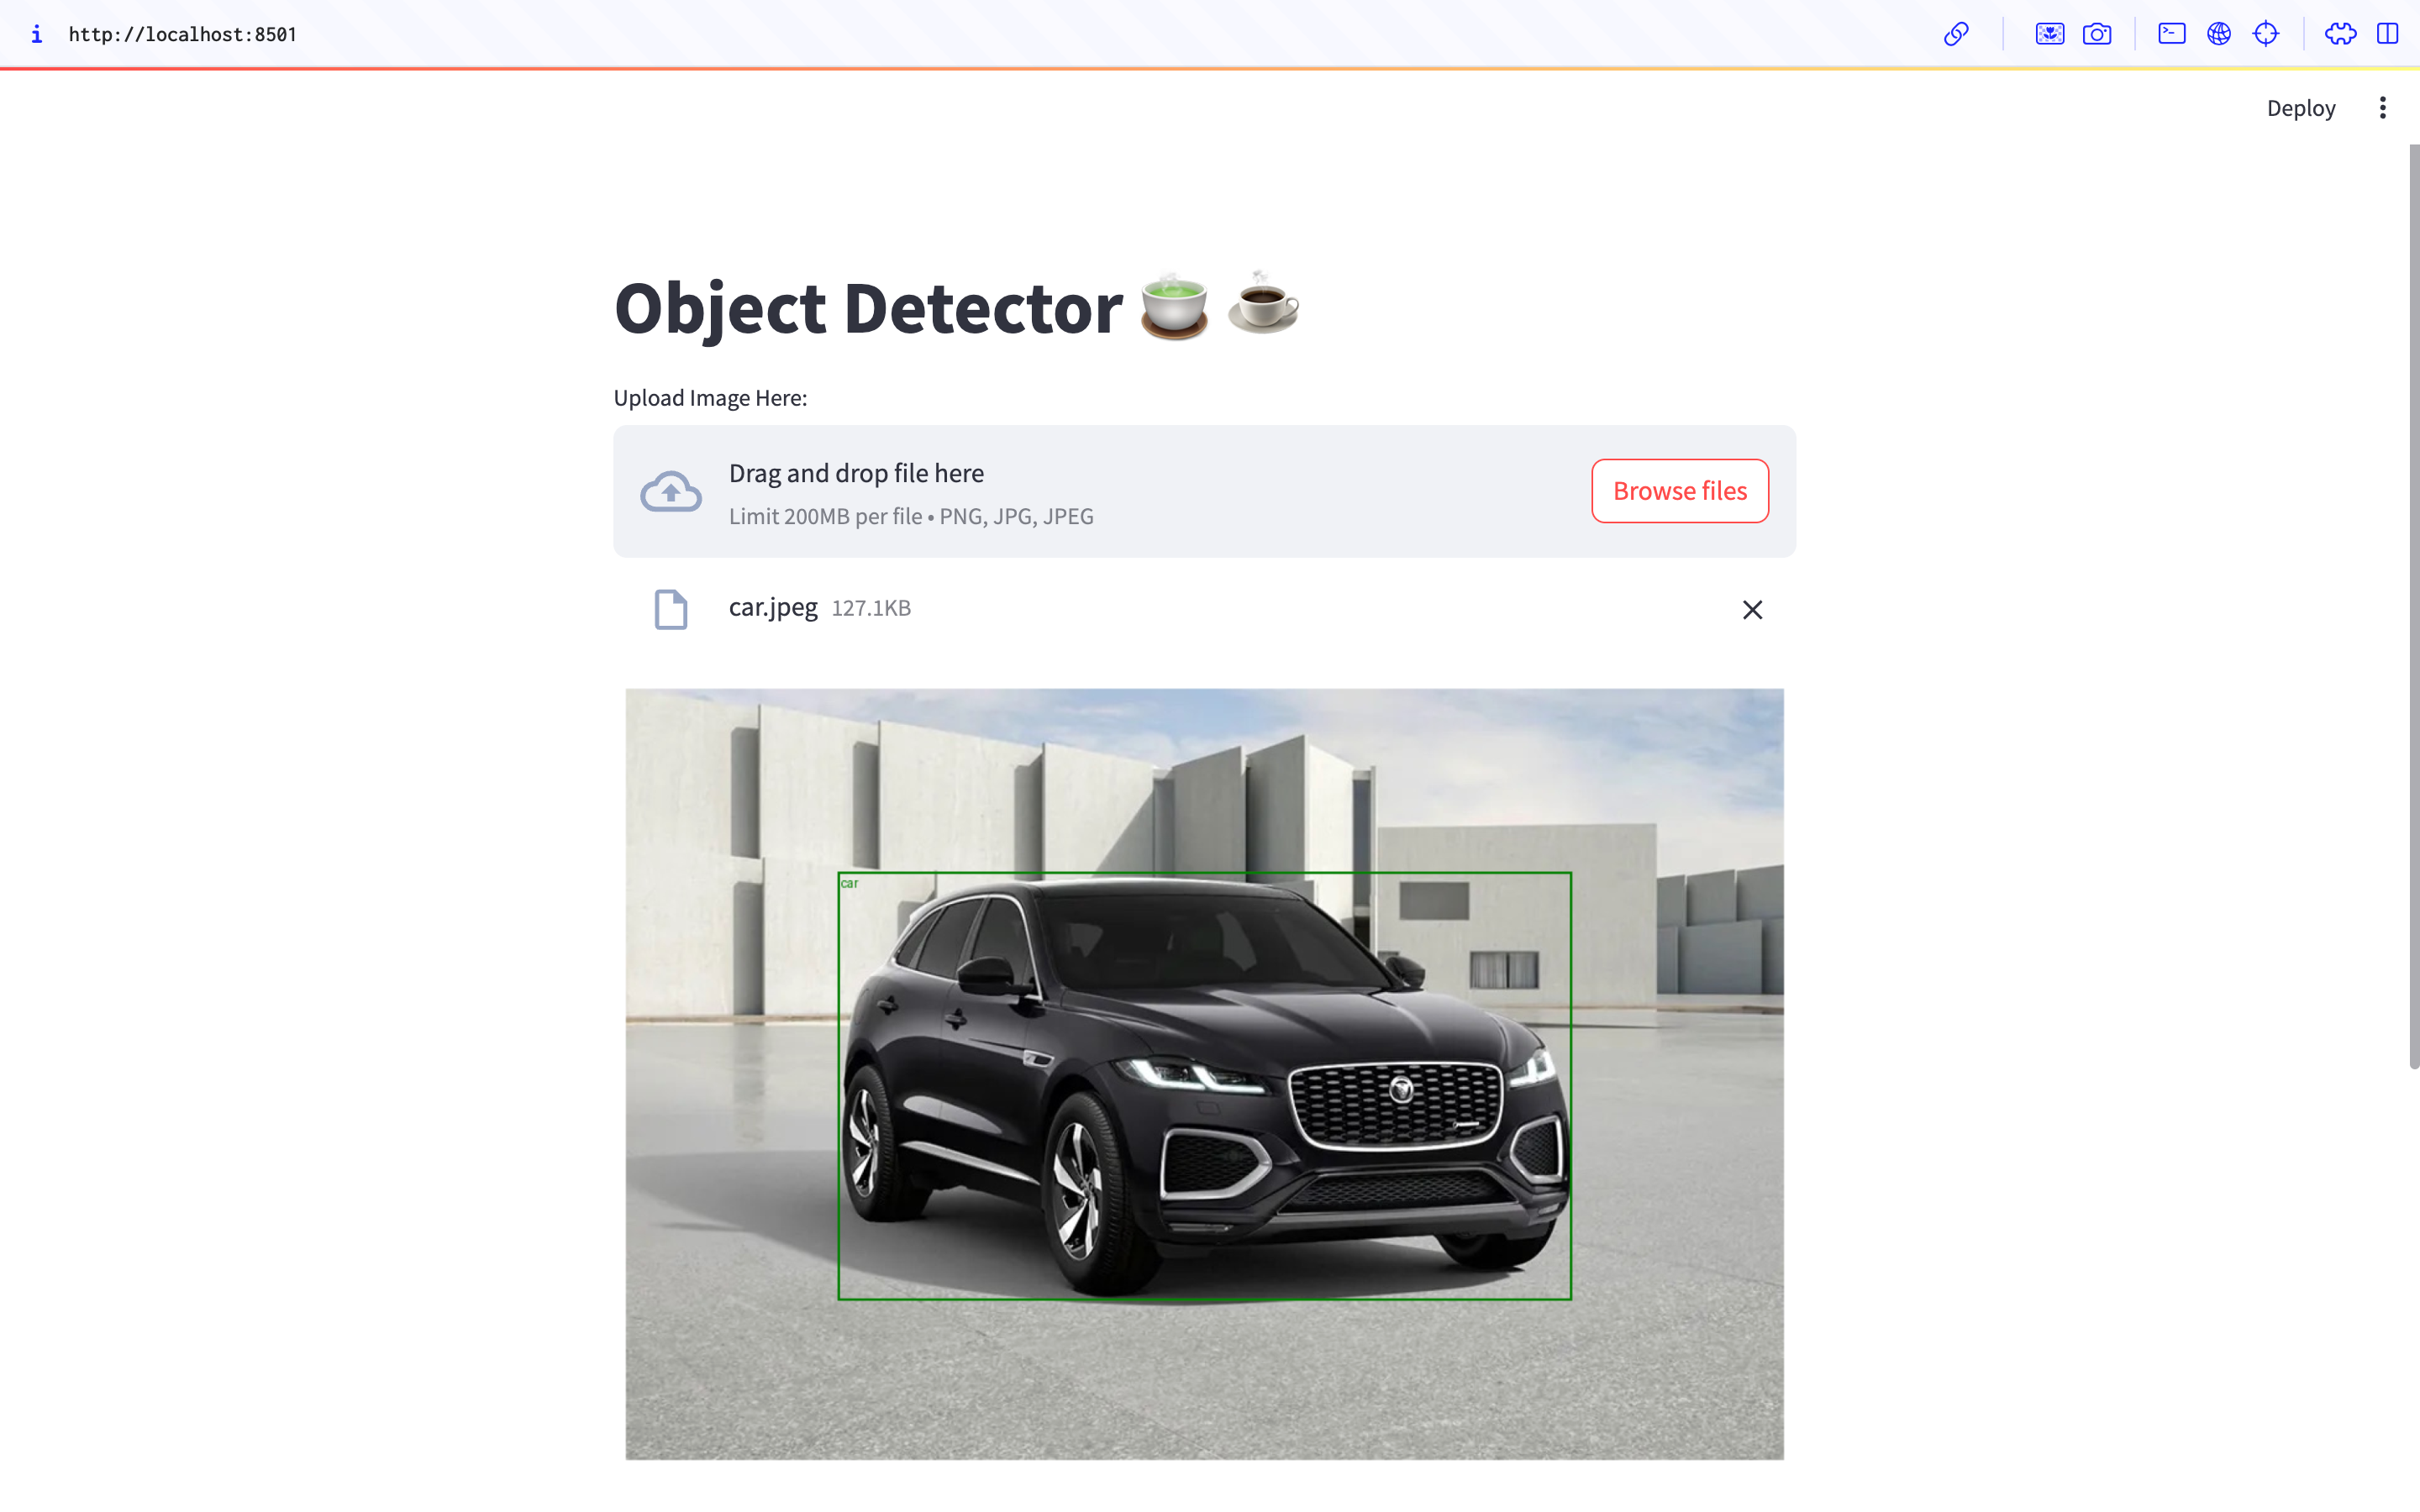 i http://localhost:8501
Deploy
Object Detector
Upload Image Here:
Drag and drop file here
Limit 200MB per file • PNG, JPG, JPEG
Browse files
car.jpeg 127.1KB
car